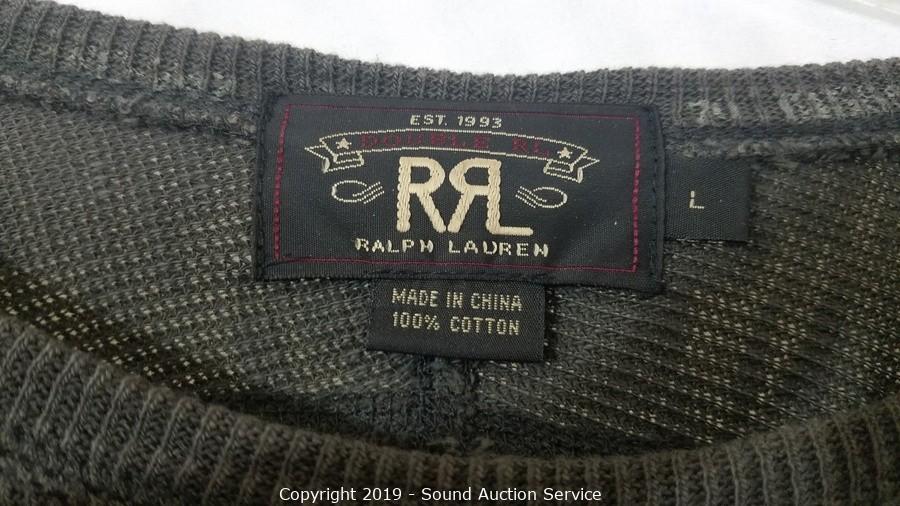 EST. 1993
DOUBLE RL
RRL
RALPH LAUREN
L
MADE IN CHINA
100% COTTON
Copyright 2019 - Sound Auction Service